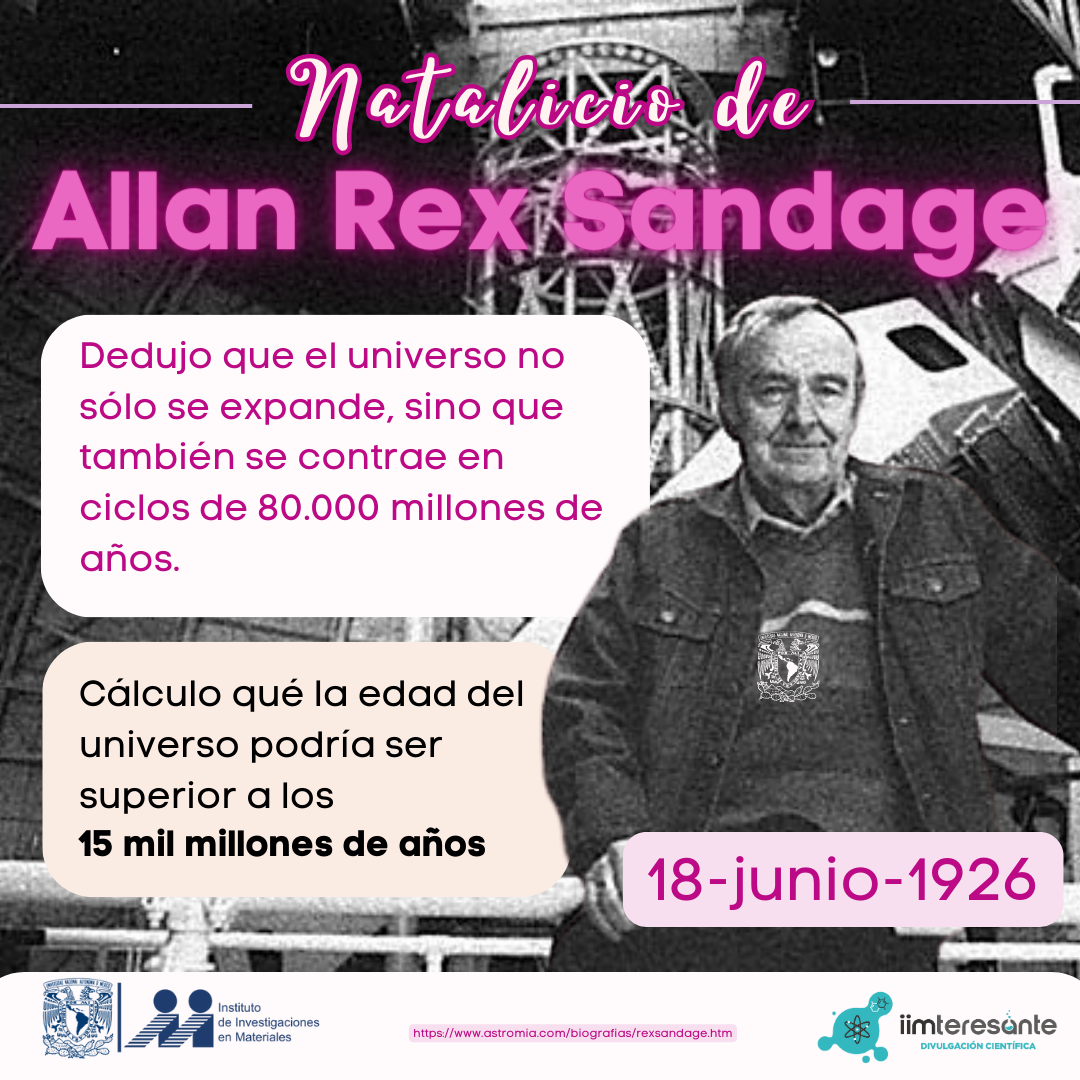 Natalicio de
Allan Rex Sandage
Dedujo que el universo no
sólo se expande, sino que
también se contrae en
ciclos de 80.000 millones de
años.
Cálculo qué la edad del
universo podría ser
superior a los
15 mil millones de años
18-junio-1926
Instituto
de Investigaciones
en Materiales
https://www.astromia.com/biografias/rexsandage.htm
iimteresante
DIVULGACIÓN CIENTÍFICA